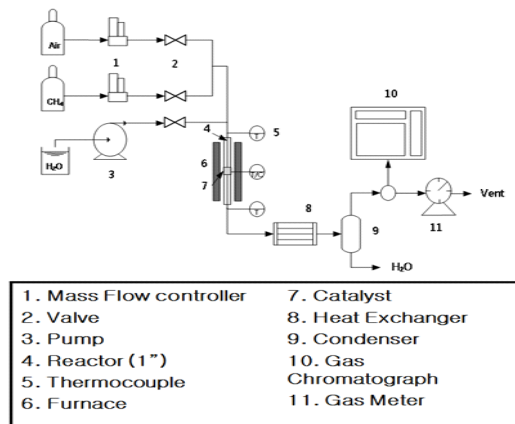 Air
1
2
10
CH₄
4
T
5
H₂O
3
6
7
8
T
9
11
Vent
H₂O
1. Mass Flow controller
2. Valve
3. Pump
4. Reactor (1”)
5. Thermocouple
6. Furnace
7. Catalyst
8. Heat Exchanger
9. Condenser
10. Gas
Chromatograph
11. Gas Meter